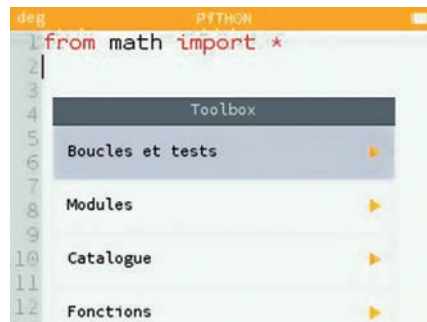 deg PYTHON
1 from math import *
2
3
4 Toolbox
5
6 Boucles et tests
7
8 Modules
9
10 Catalogue
11
12 Fonctions